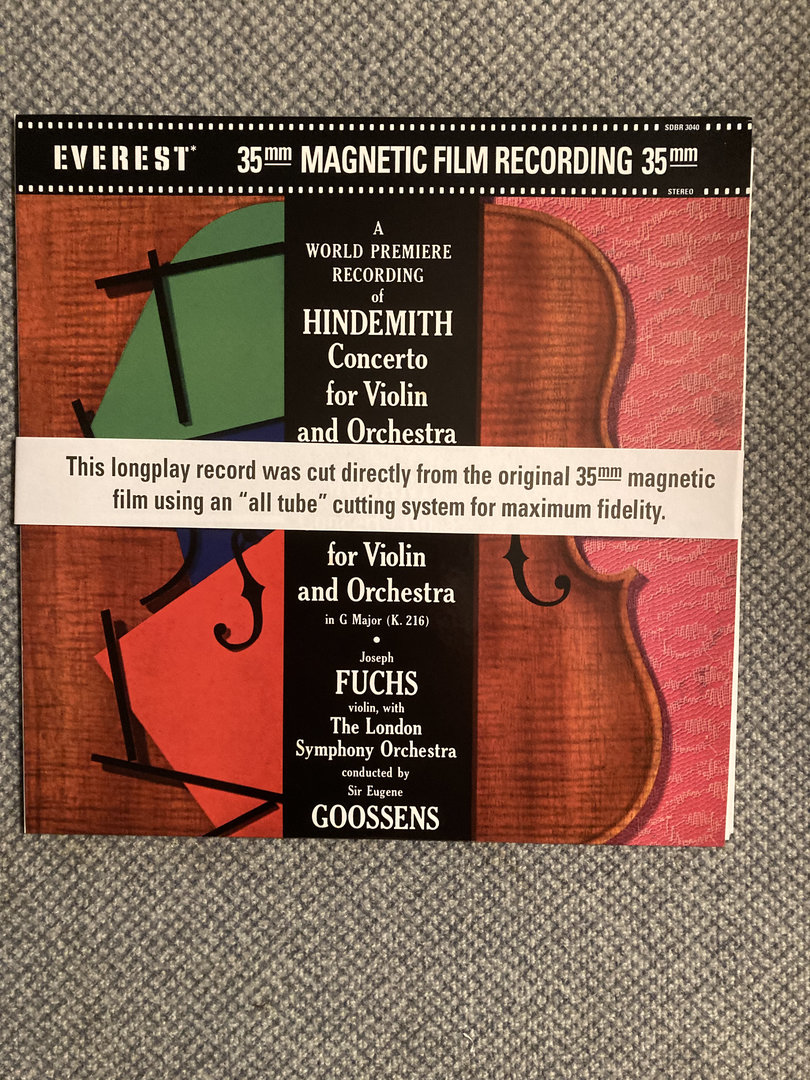 SDBR 3040
EVEREST* 35mm MAGNETIC FILM RECORDING 35mm
STEREO
A
WORLD PREMIERE
RECORDING
of
HINDEMITH
Concerto
for Violin
and Orchestra
This longplay record was cut directly from the original 35mm magnetic
film using an “all tube” cutting system for maximum fidelity.
for Violin
and Orchestra
in G Major (K. 216)
•
Joseph
FUCHS
violin, with
The London
Symphony Orchestra
conducted by
Sir Eugene
GOOSSENS